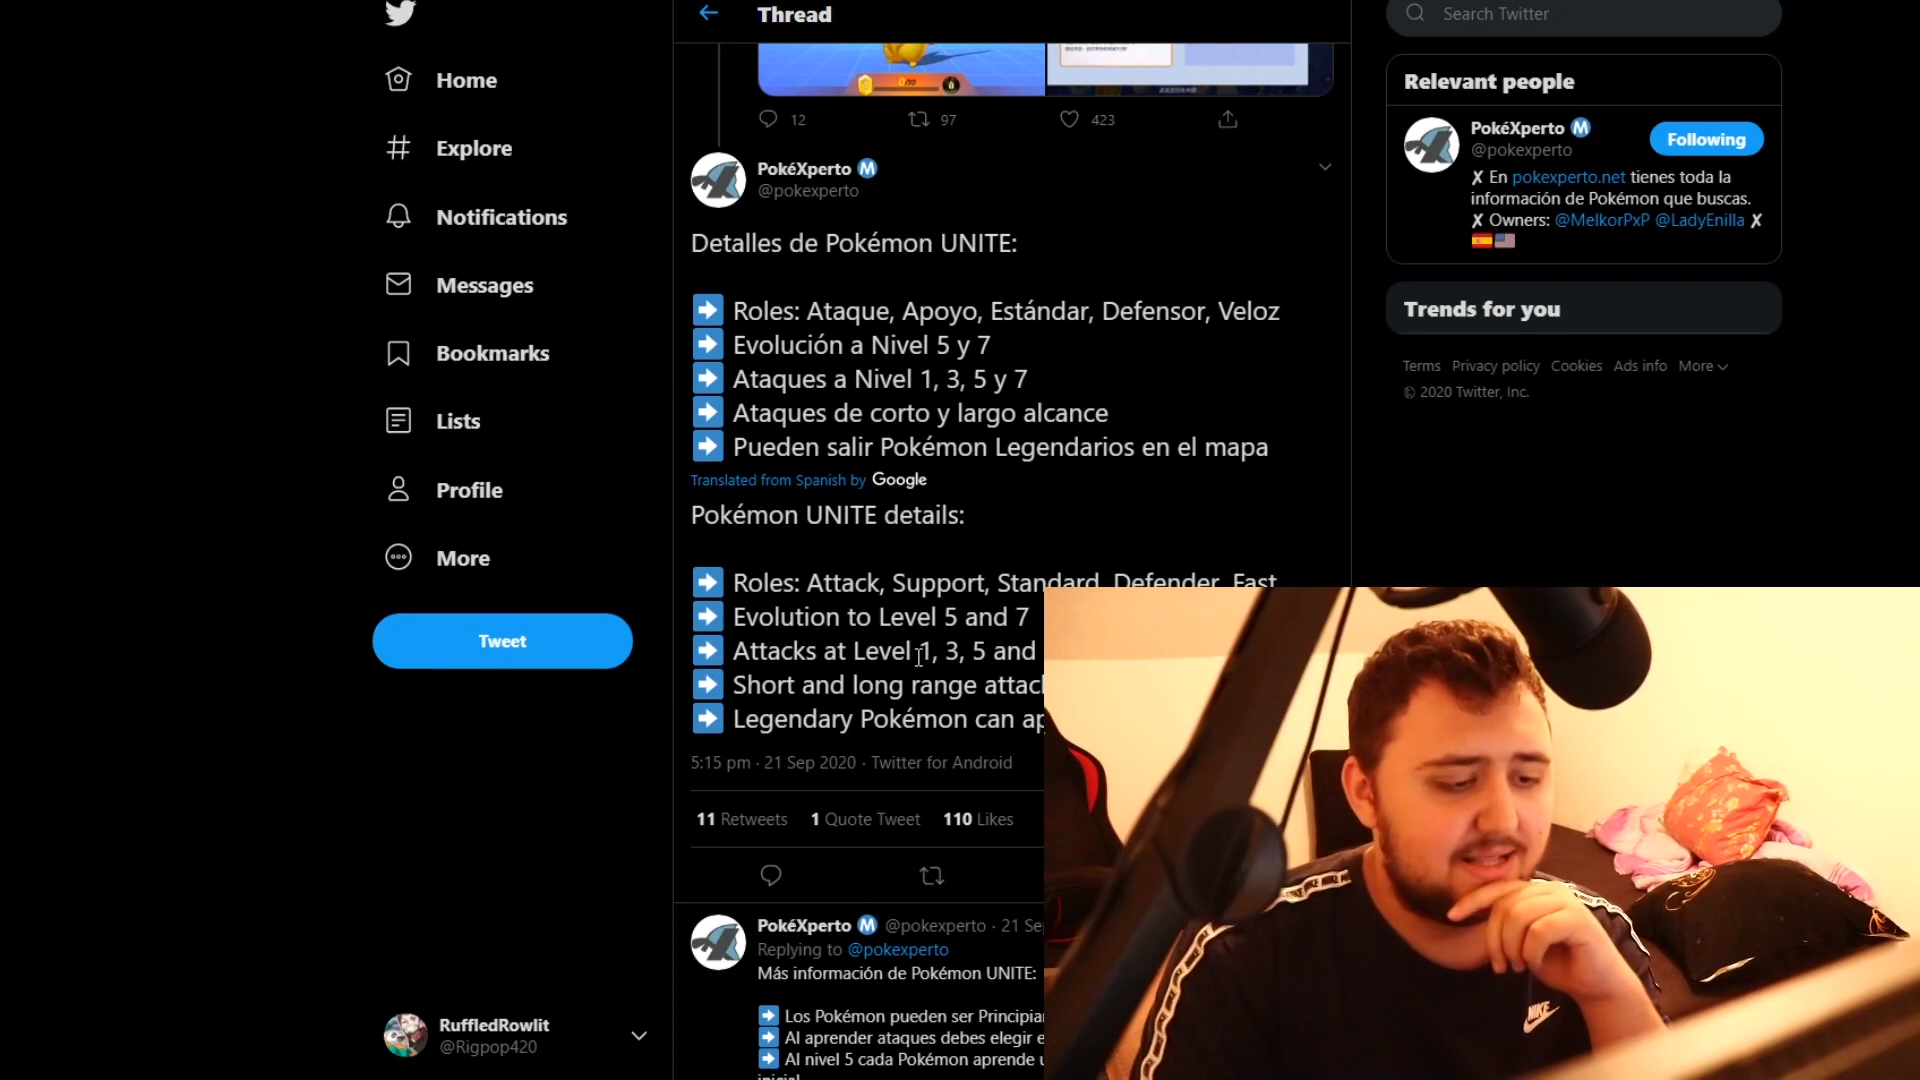 Thread
Search Twitter
Home
Explore
Notifications
Messages
Bookmarks
Lists
Profile
More
Tweet
RuffledRowlit
@Rigpop420
0/10
12
97
423
PokéXperto
@pokexperto
Detalles de Pokémon UNITE:
Roles: Ataque, Apoyo, Estándar, Defensor, Veloz
Evolución a Nivel 5 y 7
Ataques a Nivel 1, 3, 5 y 7
Ataques de corto y largo alcance
Pueden salir Pokémon Legendarios en el mapa
Translated from Spanish by Google
Pokémon UNITE details:
Roles: Attack, Support, Standard, Defender, Fast
Evolution to Level 5 and 7
Attacks at Level 1, 3, 5 and
Short and long range attac
Legendary Pokémon can ap
5:15 pm · 21 Sep 2020 · Twitter for Android
11 Retweets 1 Quote Tweet 110 Likes
PokéXperto @pokexperto · 21 Se
Replying to @pokexperto
Más información de Pokémon UNITE:
Los Pokémon pueden ser Principia
Al aprender ataques debes elegir e
Al nivel 5 cada Pokémon aprende u
Relevant people
PokéXperto
@pokexperto
Following
✗ En pokexperto.net tienes toda la
información de Pokémon que buscas.
✗ Owners: @MelkorPxP @LadyEnilla ✗
Trends for you
Terms Privacy policy Cookies Ads info More
© 2020 Twitter, Inc.
NIKE